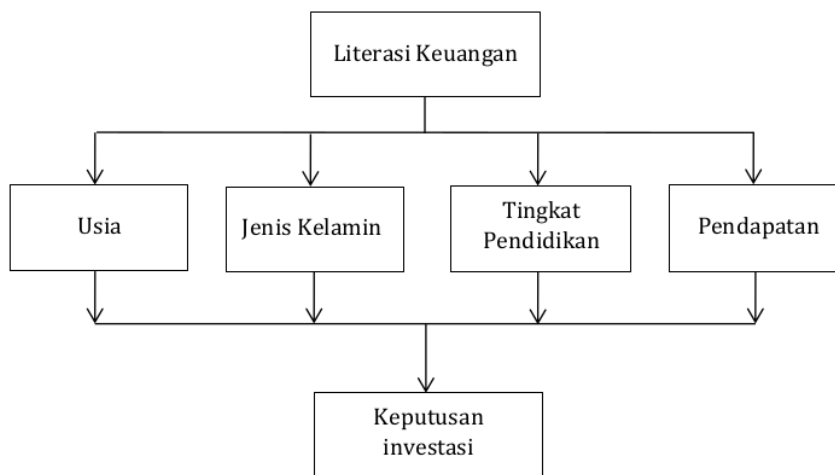 Literasi Keuangan
Usia
Jenis Kelamin
Tingkat
Pendidikan
Pendapatan
Keputusan
investasi